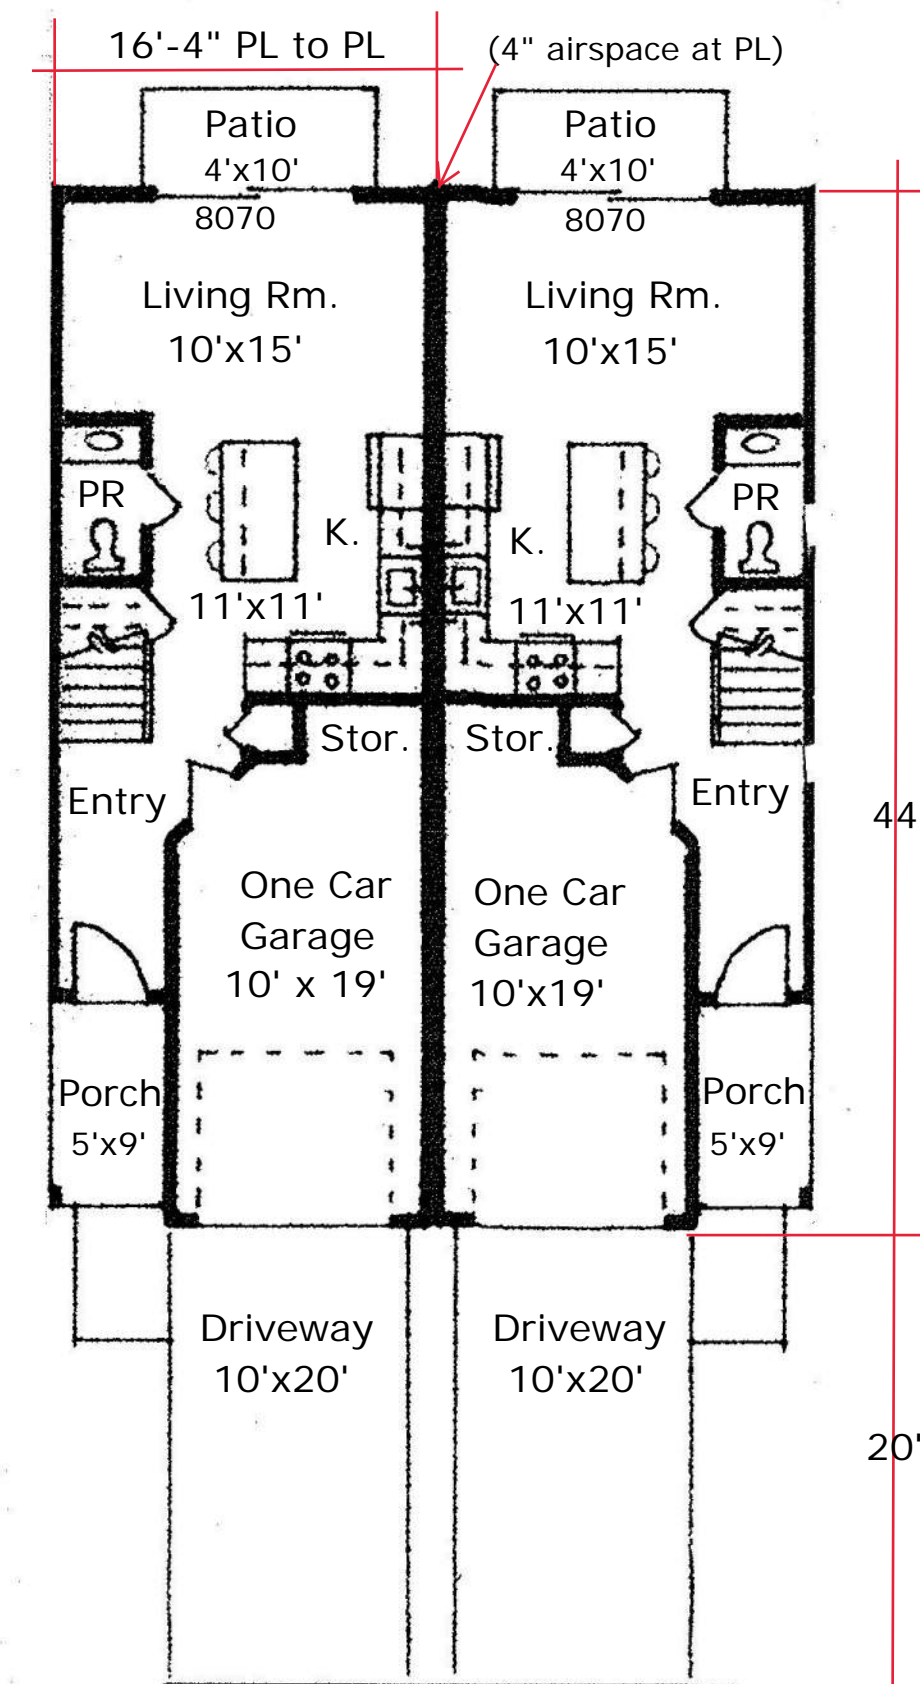 16'-4" PL to PL
(4" airspace at PL)
Patio
4'x10'
8070
Patio
4'x10'
8070
Living Rm.
10'x15'
Living Rm.
10'x15'
PR
K.
11'x11'
K.
11'x11'
PR
Stor.
Stor.
Entry
Entry
44
One Car
Garage
10' x 19'
One Car
Garage
10'x19'
Porch
5'x9'
Porch
5'x9'
Driveway
10'x20'
Driveway
10'x20'
20'